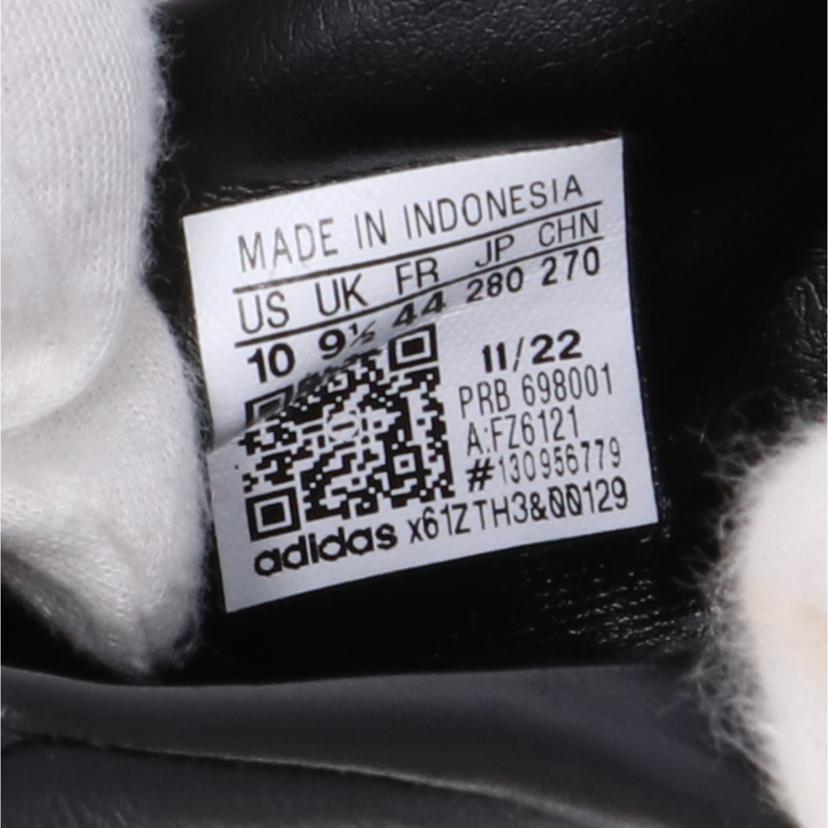 MADE IN INDONESIA
US UK FR JP CHN
10 9½ 44 280 270
11/22
PRB 698001
A:FZ6121
#130956779
adidas x61ZTH3&00129